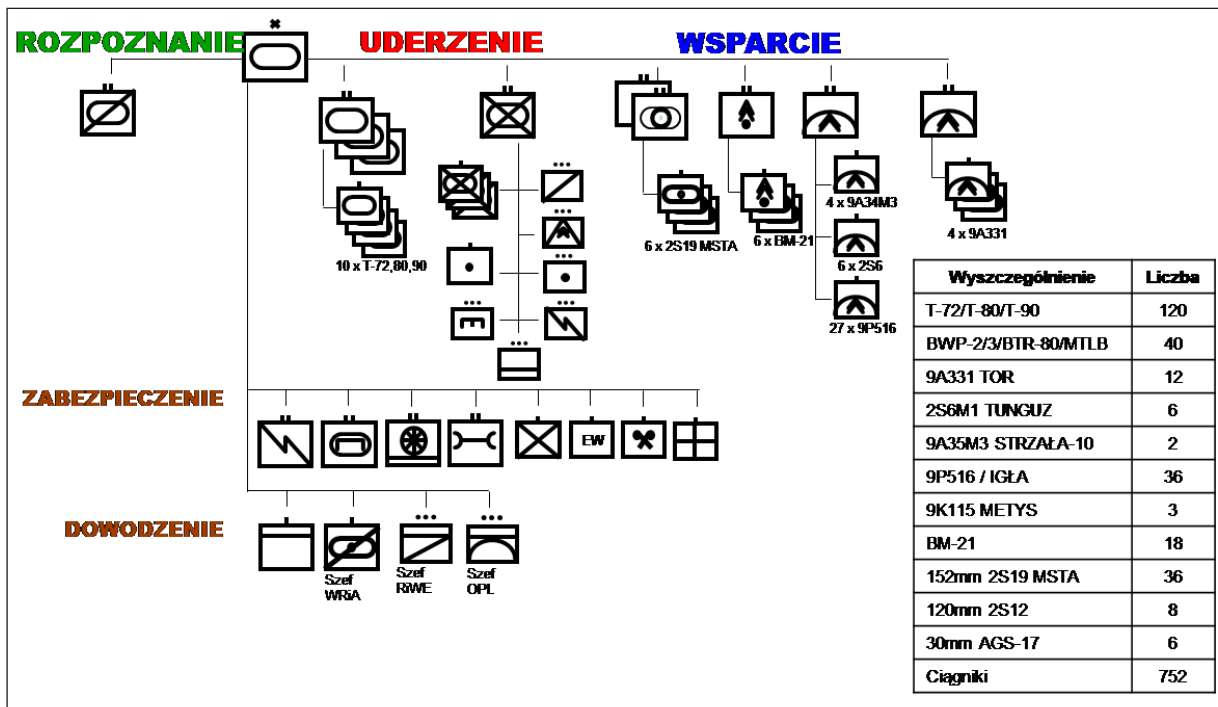 ROZPOZNANIE
UDERZENIE
WSPARCIE
10 x T-72,80,90
6 x 2S19 MSTA
6 x BM-21
4 x 9A34M3
6 x 2S6
27 x 9P516
4 x 9A331
ZABEZPIECZENIE
EW
DOWODZENIE
Szef
WRiA
Szef
RiWE
Szef
OPL
Wyszczególnienie Liczba
T-72/T-80/T-90 120
BWP-2/3/BTR-80/MTLB 40
9A331 TOR 12
2S6M1 TUNGUZ 6
9A35M3 STRZAŁA-10 2
9P516 / IGŁA 36
9K115 METYS 3
BM-21 18
152mm 2S19 MSTA 36
120mm 2S12 8
30mm AGS-17 6
Ciągniki 752